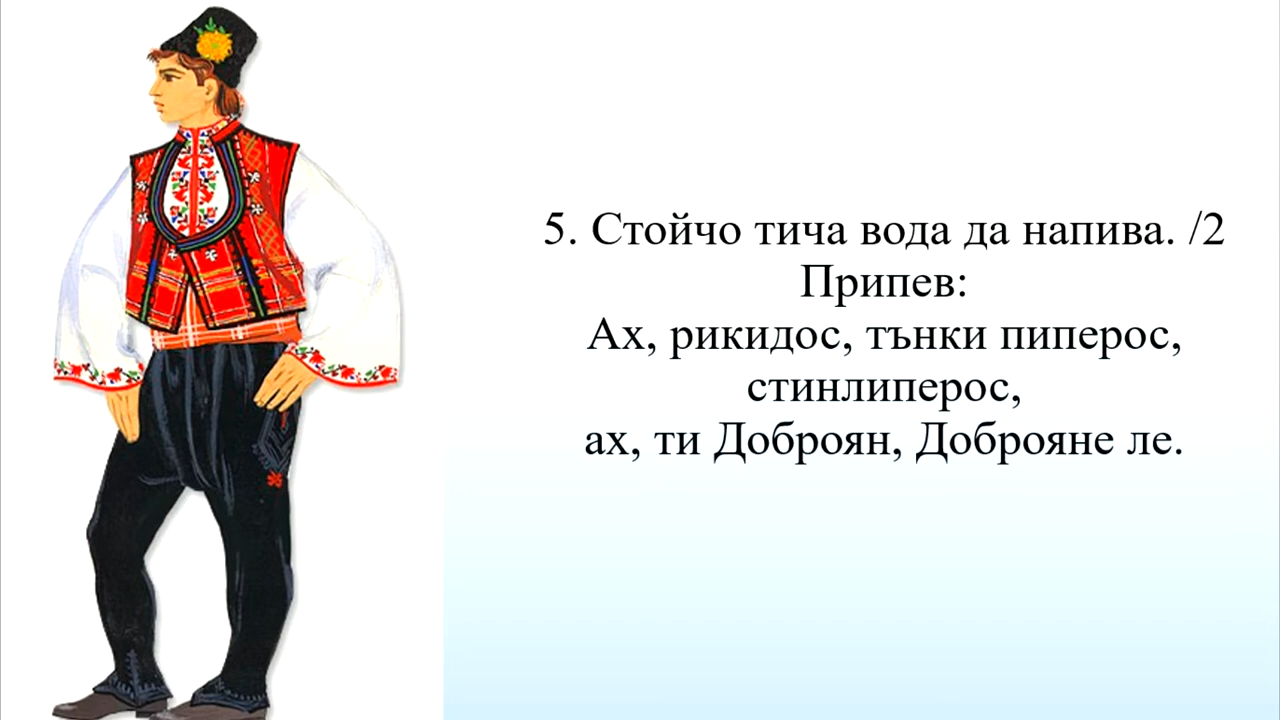 5. Стойчо тича вода да напива. /2
Припев:
Ах, рикидос, тънки пиперос,
стинлиперос,
ах, ти Доброян, Доброяне ле.